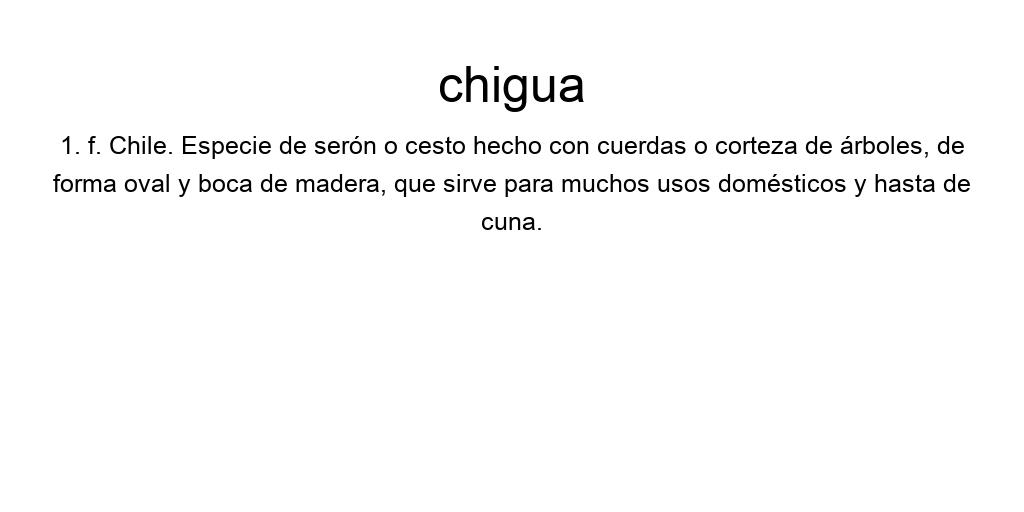 chigua
1. f. Chile. Especie de serón o cesto hecho con cuerdas o corteza de árboles, de
forma oval y boca de madera, que sirve para muchos usos domésticos y hasta de
cuna.